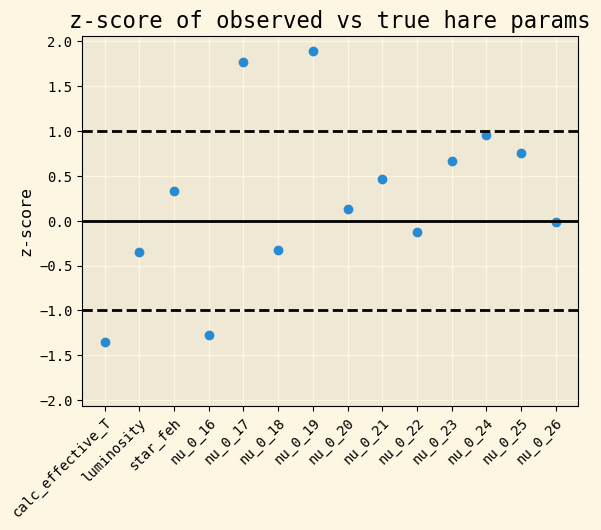 z-score of observed vs true hare params
z-score
2.0
1.5
1.0
0.5
0.0
−0.5
−1.0
−1.5
−2.0
calc_effective_T
luminosity
star_feh
nu_0_16
nu_0_17
nu_0_18
nu_0_19
nu_0_20
nu_0_21
nu_0_22
nu_0_23
nu_0_24
nu_0_25
nu_0_26